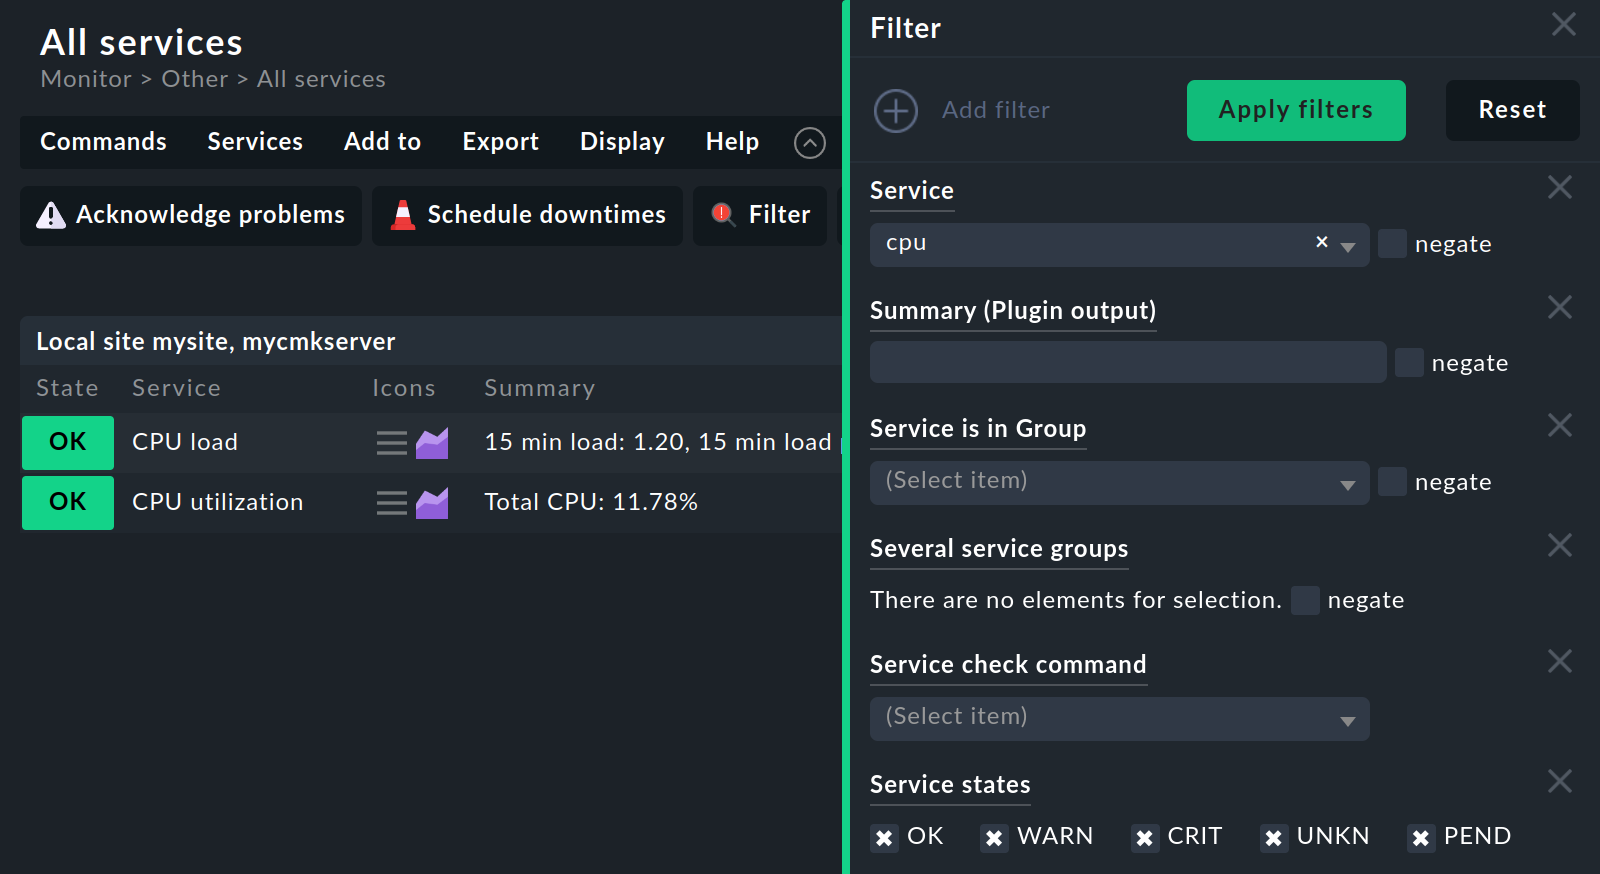 All services
Monitor > Other > All services
Commands Services Add to Export Display Help
Acknowledge problems Schedule downtimes Filter
Local site mysite, mycmkserver
State Service Icons Summary
OK CPU load 15 min load: 1.20, 15 min load
OK CPU utilization Total CPU: 11.78%
Filter
Add filter Apply filters Reset
Service
cpu × negate
Summary (Plugin output)
negate
Service is in Group
(Select item) negate
Several service groups
There are no elements for selection. negate
Service check command
(Select item)
Service states
OK WARN CRIT UNKN PEND